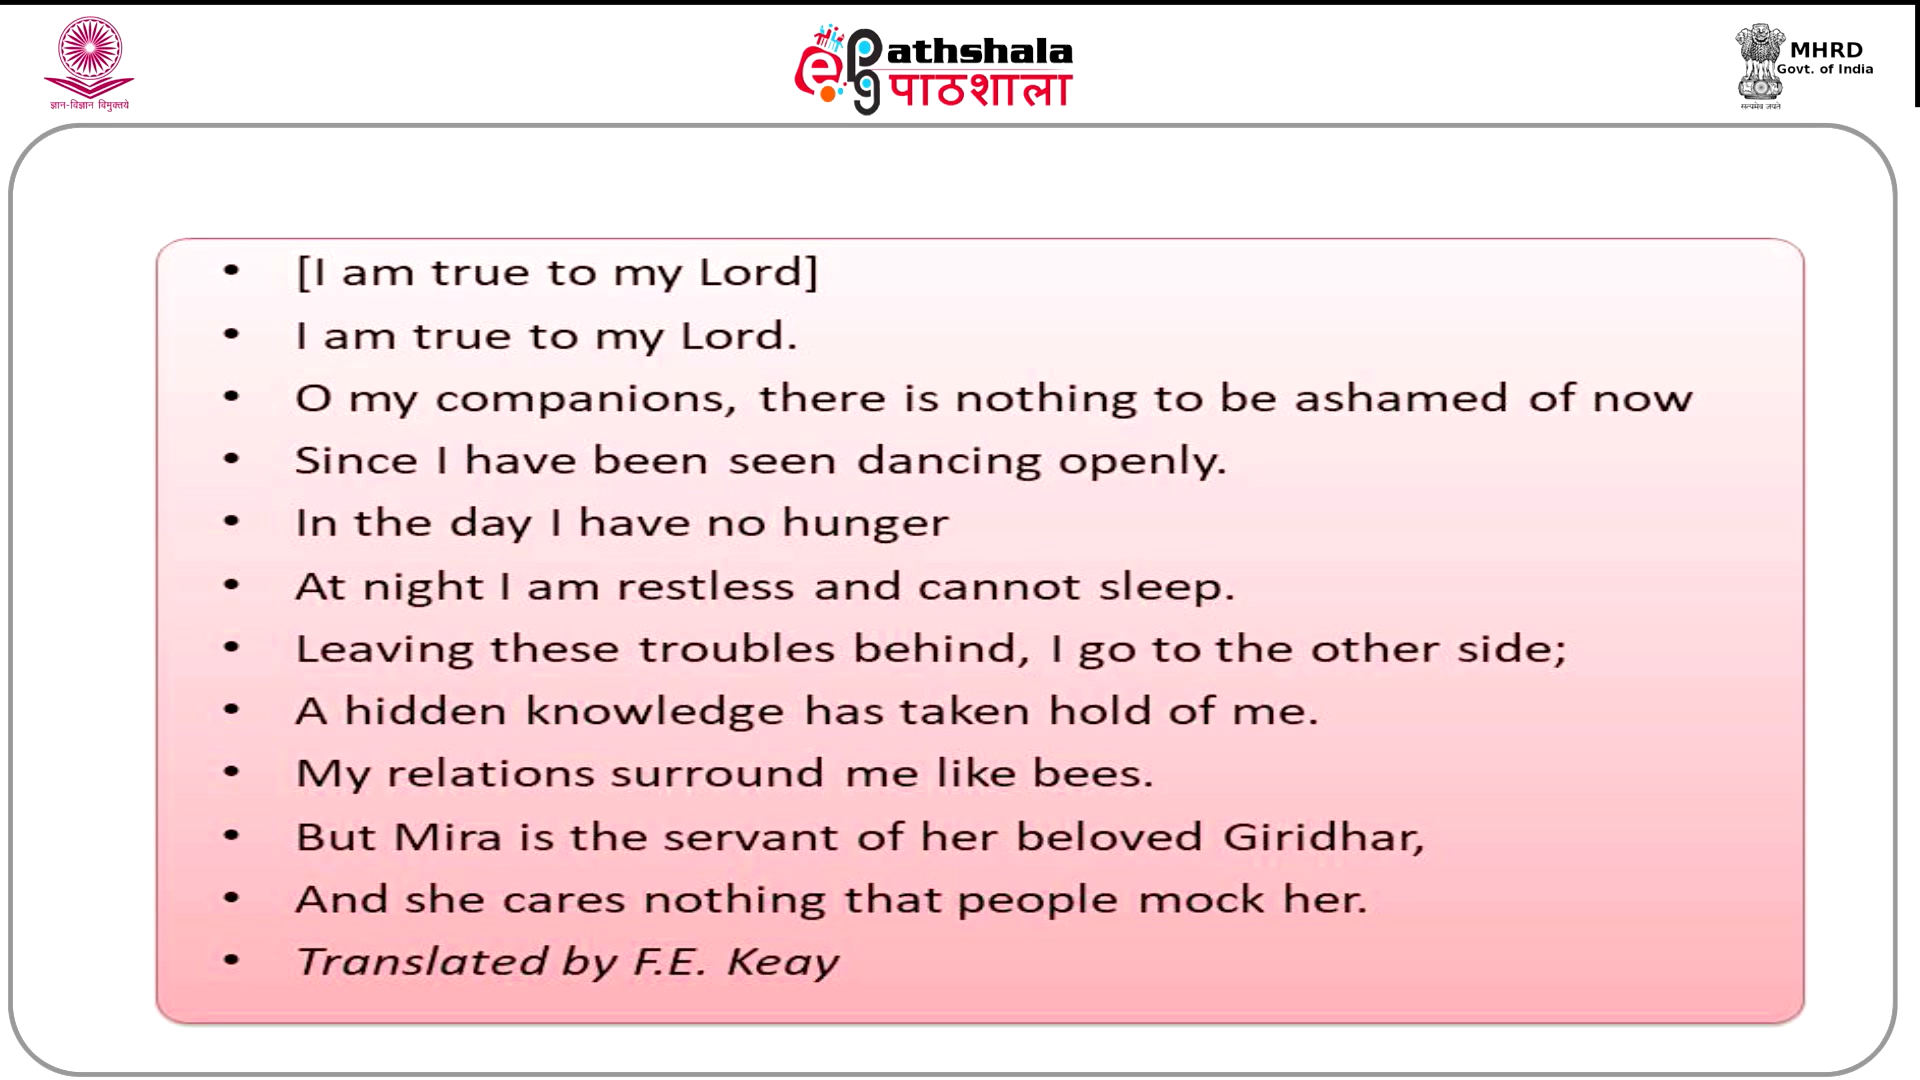 ज्ञान-विज्ञान विमुक्तये
e pg athshala
पाठशाला
MHRD
Govt. of India
सत्यमेव जयते
• [I am true to my Lord]
• I am true to my Lord.
• O my companions, there is nothing to be ashamed of now
• Since I have been seen dancing openly.
• In the day I have no hunger
• At night I am restless and cannot sleep.
• Leaving these troubles behind, I go to the other side;
• A hidden knowledge has taken hold of me.
• My relations surround me like bees.
• But Mira is the servant of her beloved Giridhar,
• And she cares nothing that people mock her.
• Translated by F.E. Keay